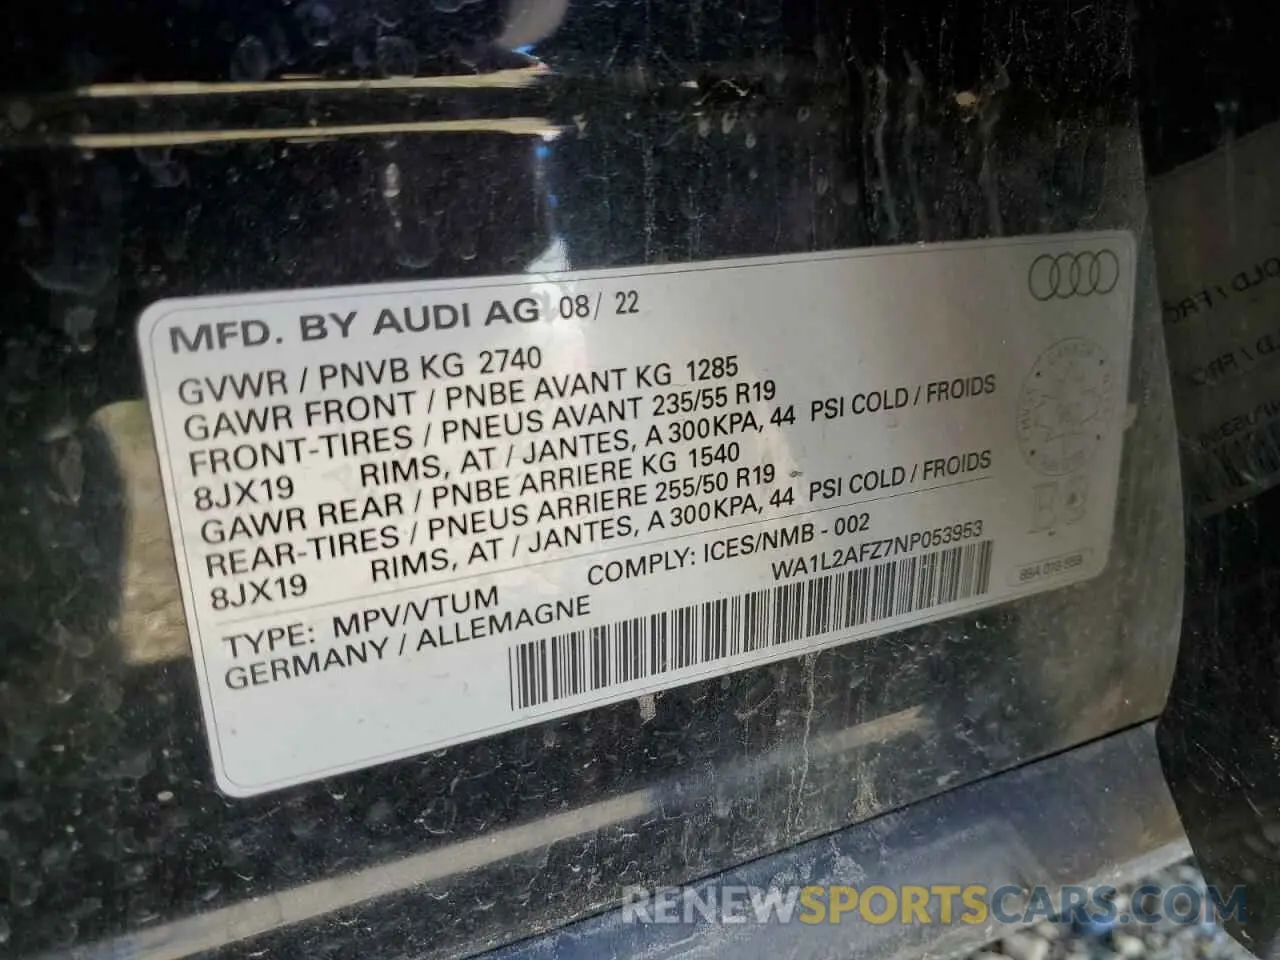 MFD. BY AUDI AG 08/ 22
GVWR / PNVB KG 2740
GAWR FRONT / PNBE AVANT KG 1285
FRONT-TIRES / PNEUS AVANT 235/55 R19
8JX19 RIMS, AT / JANTES, A 300KPA, 44 PSI COLD / FROIDS
GAWR REAR / PNBE ARRIERE KG 1540
REAR-TIRES / PNEUS ARRIERE 255/50 R19
8JX19 RIMS, AT / JANTES, A 300KPA, 44 PSI COLD / FROIDS
TYPE: MPV/VTUM COMPLY: ICES/NMB - 002
GERMANY / ALLEMAGNE WA1L2AFZ7NP053953
RENEWSPORTSCARS.COM